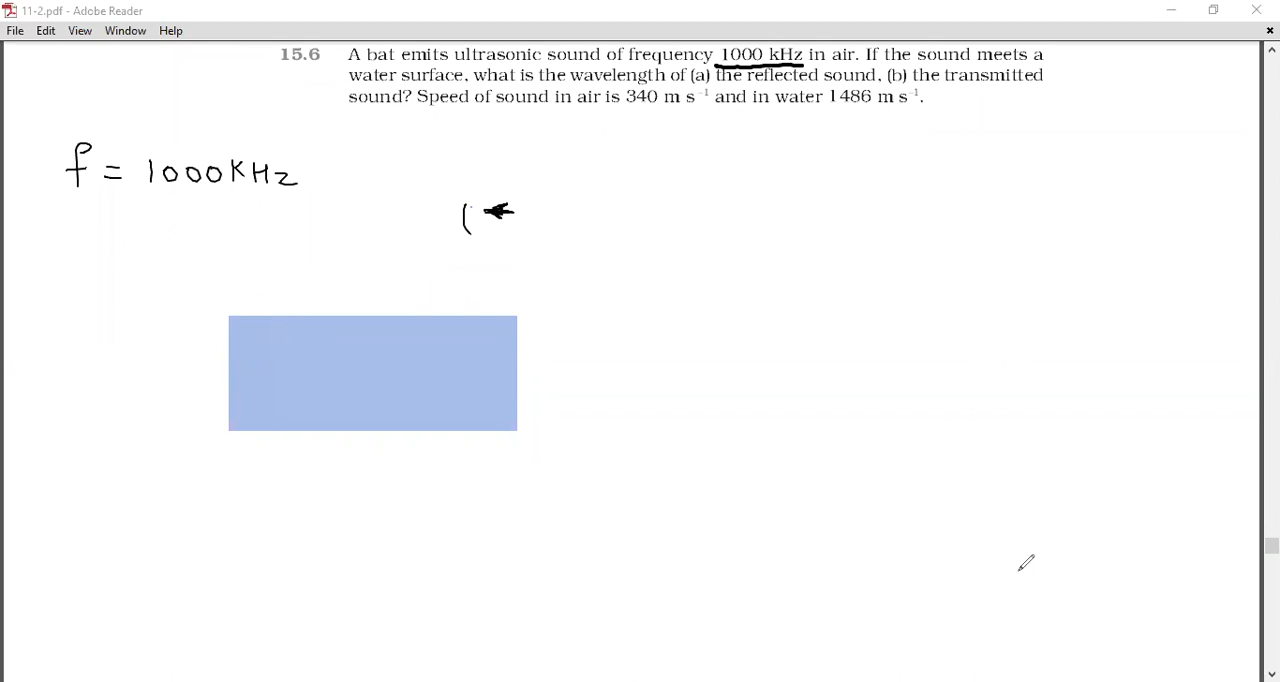 11-2.pdf - Adobe Reader
File Edit View Window Help
15.6 A bat emits ultrasonic sound of frequency 1000 kHz in air. If the sound meets a
water surface, what is the wavelength of (a) the reflected sound, (b) the transmitted
sound? Speed of sound in air is 340 m s⁻¹ and in water 1486 m s⁻¹.
f = 1000KHz
(